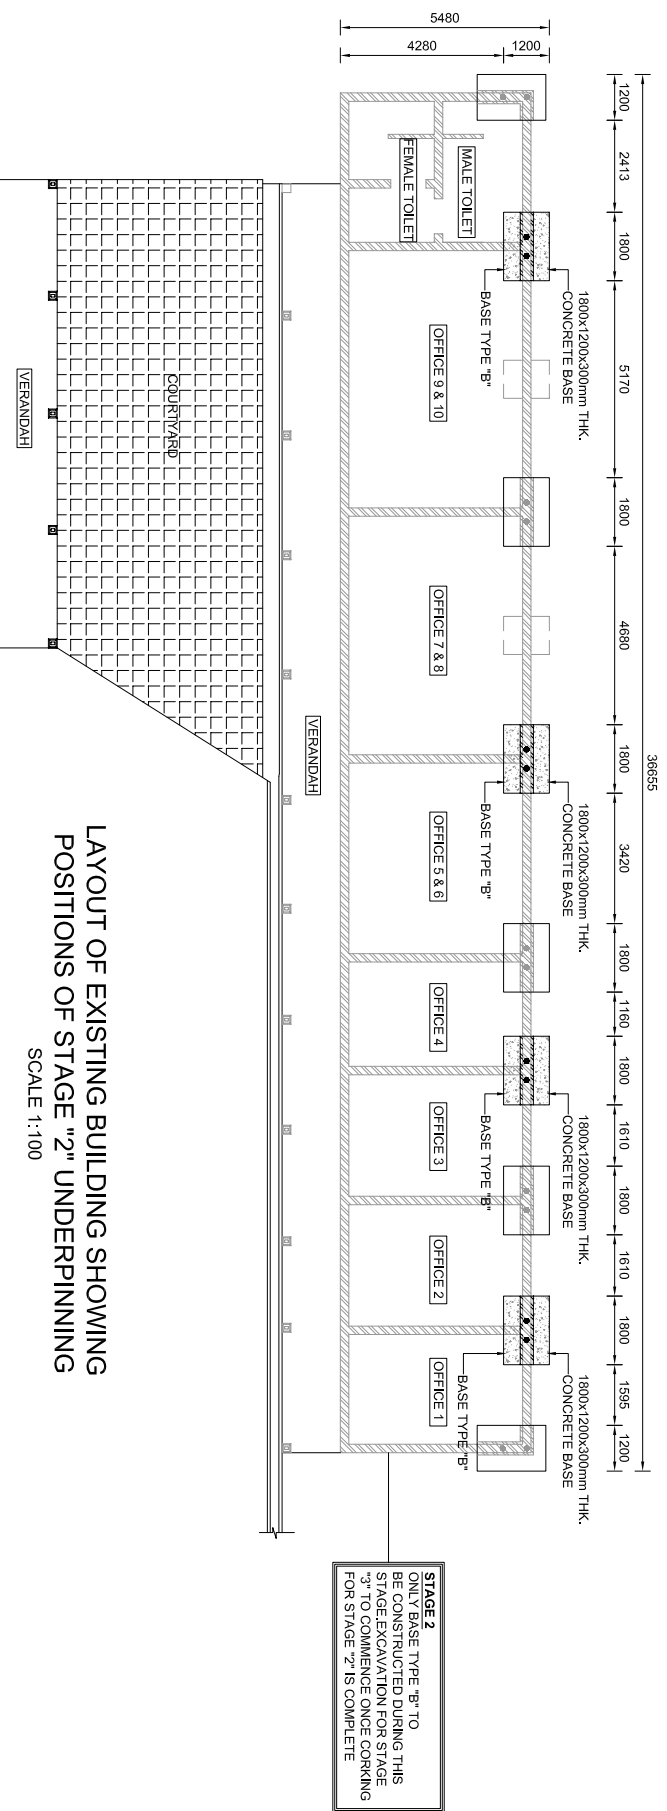 36655
1200
2413
1800
5170
1800
4680
1800
3420
1800
1160
1800
1610
1800
1610
1800
1595
1200
5480
4280
1200
1800x1200x300mm THK.
CONCRETE BASE
1800x1200x300mm THK.
CONCRETE BASE
1800x1200x300mm THK.
CONCRETE BASE
1800x1200x300mm THK.
CONCRETE BASE
BASE TYPE "B"
BASE TYPE "B"
BASE TYPE "B"
BASE TYPE "B"
MALE TOILET
FEMALE TOILET
OFFICE 9 & 10
OFFICE 7 & 8
OFFICE 5 & 6
OFFICE 4
OFFICE 3
OFFICE 2
OFFICE 1
VERANDAH
COURTYARD
VERANDAH
STAGE 2
ONLY BASE TYPE "B" TO
BE CONSTRUCTED DURING THIS
STAGE.EXCAVATION FOR STAGE
"3" TO COMMENCE ONCE CORKING
FOR STAGE "2" IS COMPLETE
LAYOUT OF EXISTING BUILDING SHOWING
POSITIONS OF STAGE "2" UNDERPINNING
SCALE 1:100